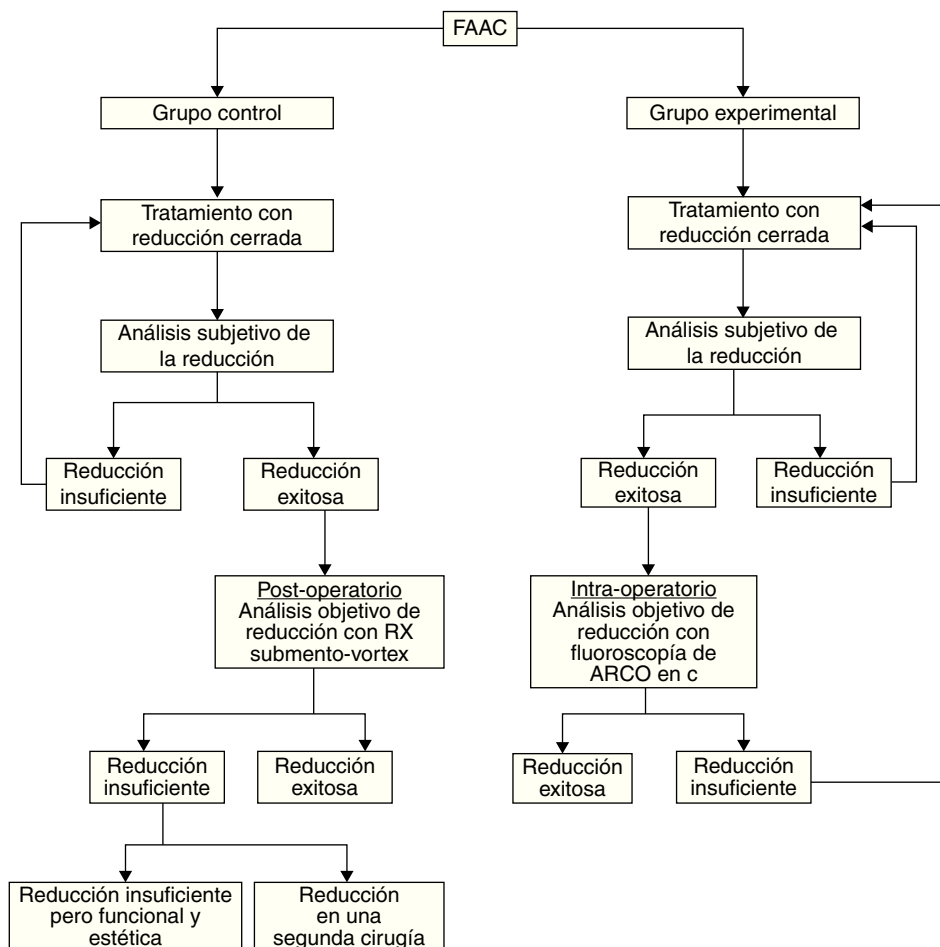 FAAC
Grupo control
Grupo experimental
Tratamiento con
reducción cerrada
Tratamiento con
reducción cerrada
Análisis subjetivo de
la reducción
Análisis subjetivo de
la reducción
Reducción
insuficiente
Reducción
exitosa
Reducción
exitosa
Reducción
insuficiente
Post-operatorio
Análisis objetivo de
reducción con RX
submento-vortex
Intra-operatorio
Análisis objetivo de
reducción con
fluoroscopía de
ARCO en c
Reducción
insuficiente
Reducción
exitosa
Reducción
exitosa
Reducción
insuficiente
Reducción insuficiente
pero funcional y
estética
Reducción
en una
segunda cirugía